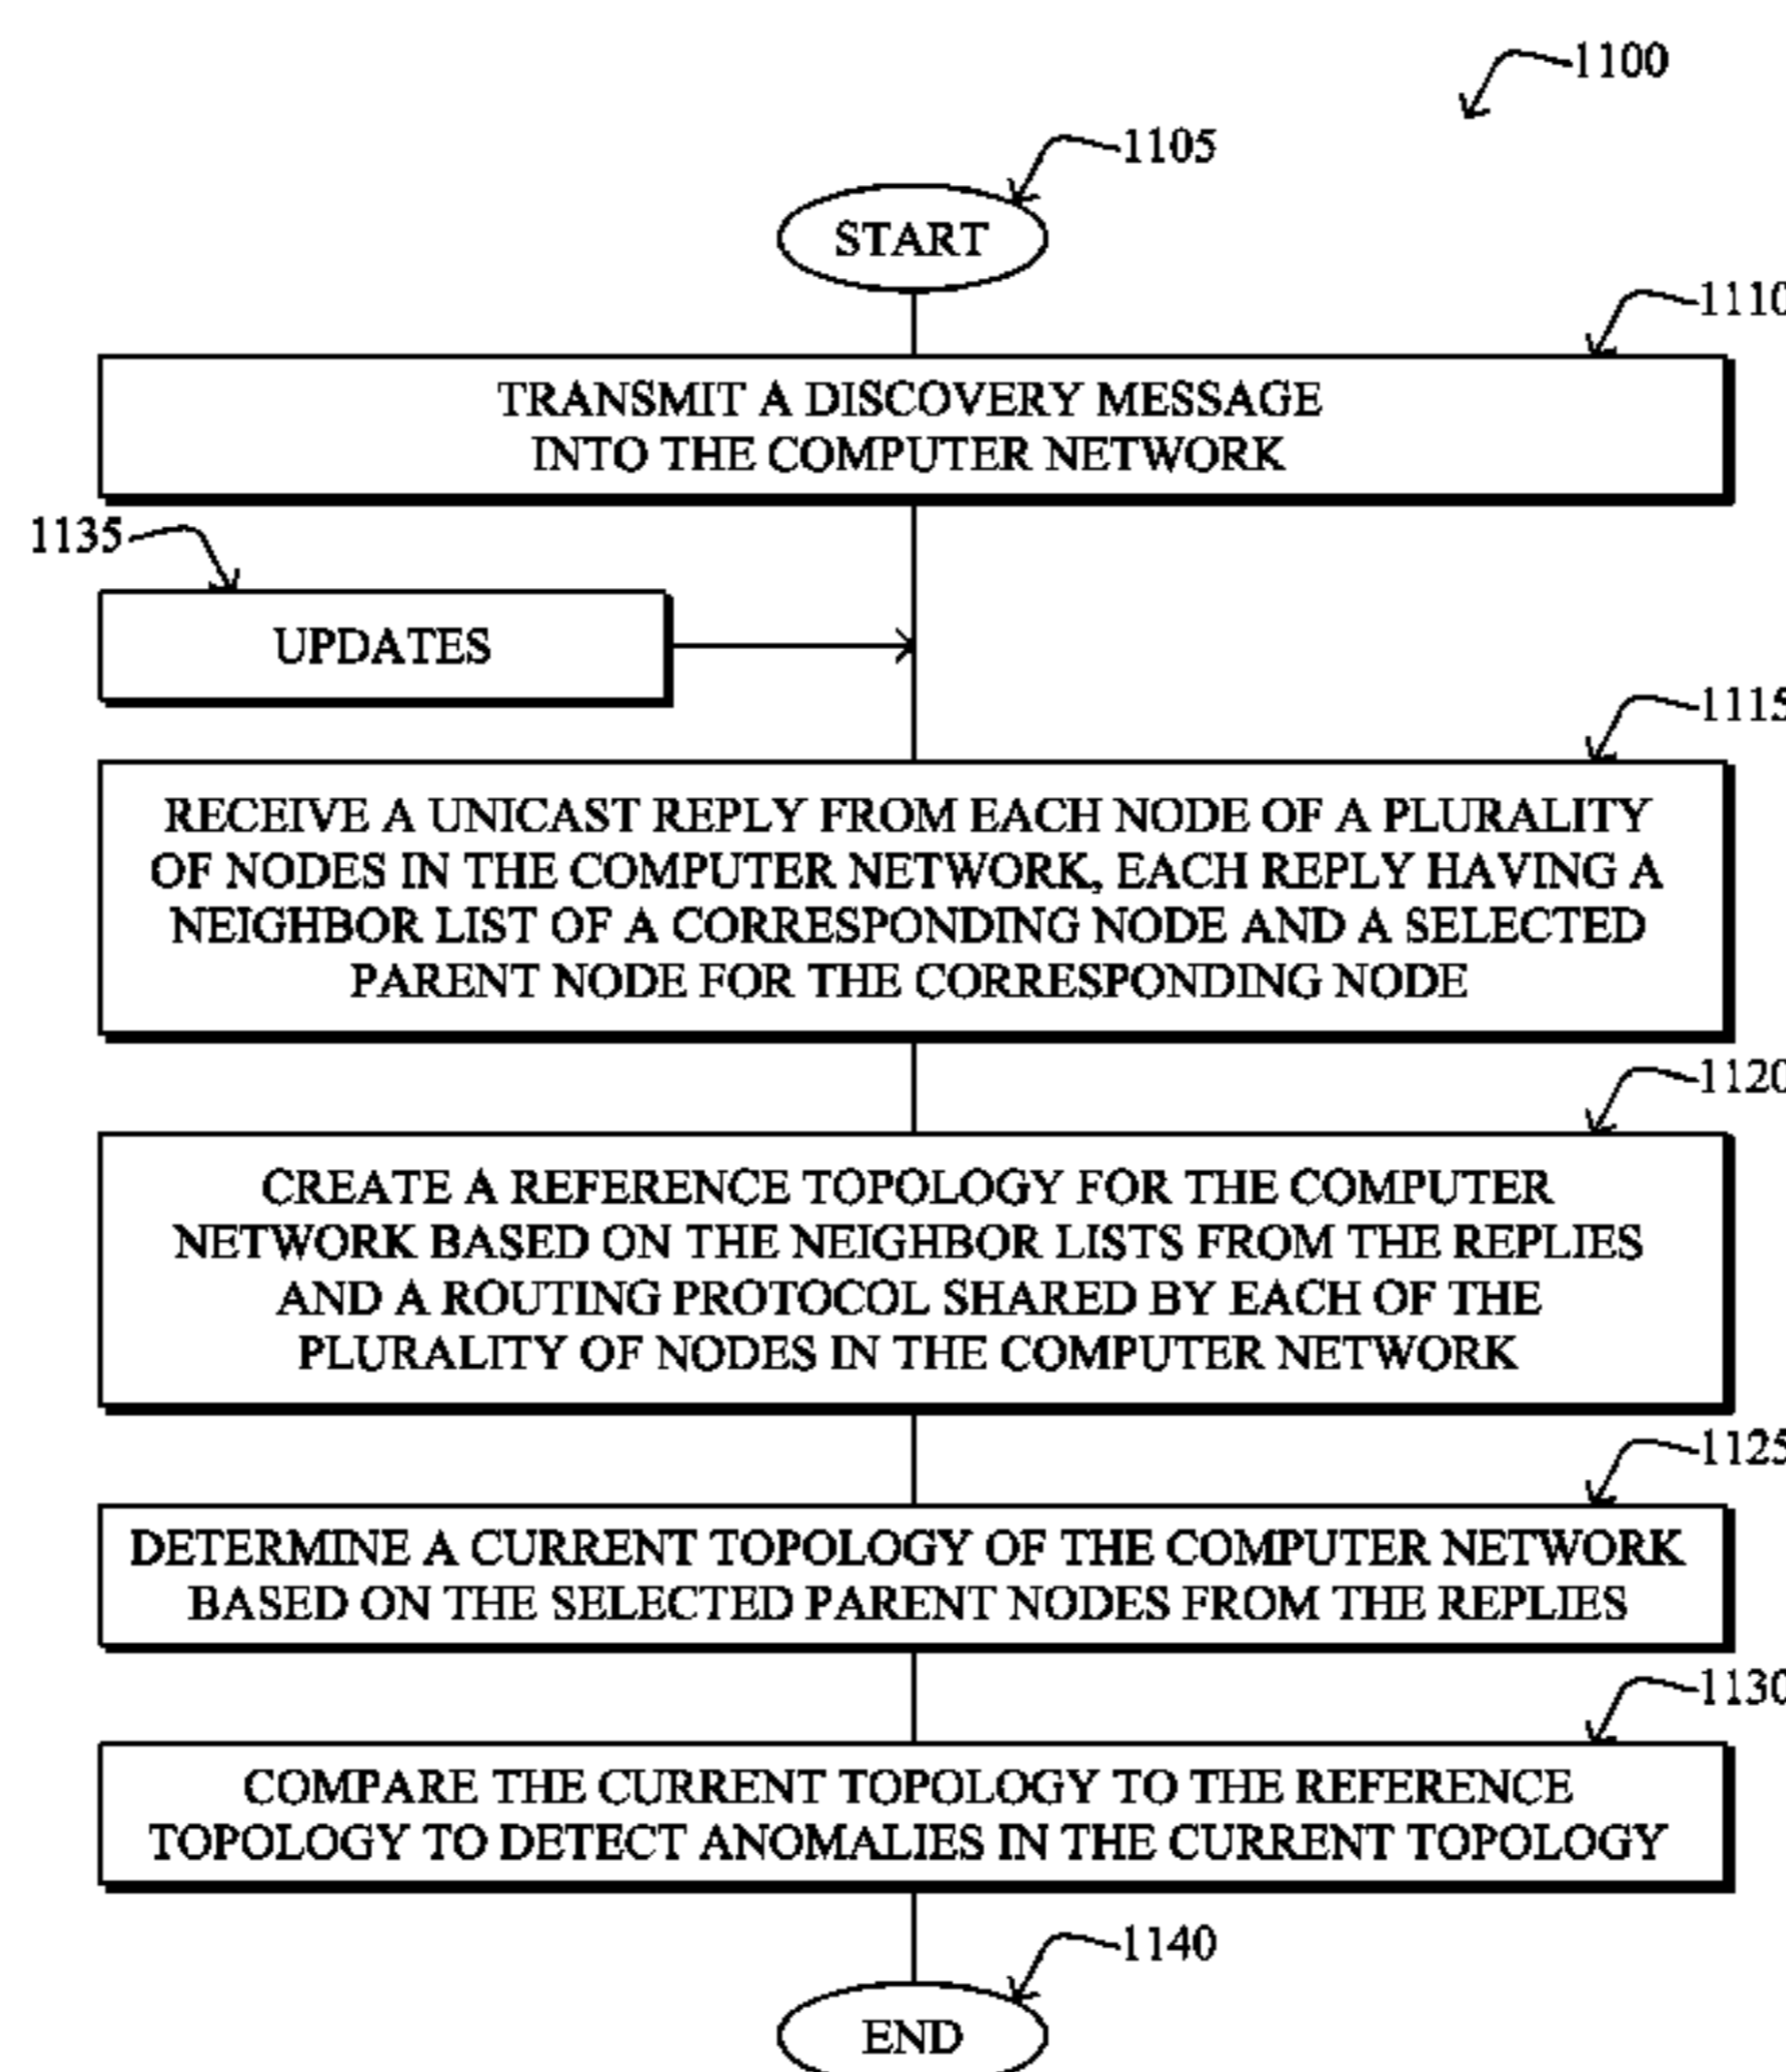 1100
1105
START
1110
TRANSMIT A DISCOVERY MESSAGE
INTO THE COMPUTER NETWORK
1135
UPDATES
1115
RECEIVE A UNICAST REPLY FROM EACH NODE OF A PLURALITY
OF NODES IN THE COMPUTER NETWORK, EACH REPLY HAVING A
NEIGHBOR LIST OF A CORRESPONDING NODE AND A SELECTED
PARENT NODE FOR THE CORRESPONDING NODE
1120
CREATE A REFERENCE TOPOLOGY FOR THE COMPUTER
NETWORK BASED ON THE NEIGHBOR LISTS FROM THE REPLIES
AND A ROUTING PROTOCOL SHARED BY EACH OF THE
PLURALITY OF NODES IN THE COMPUTER NETWORK
1125
DETERMINE A CURRENT TOPOLOGY OF THE COMPUTER NETWORK
BASED ON THE SELECTED PARENT NODES FROM THE REPLIES
1130
COMPARE THE CURRENT TOPOLOGY TO THE REFERENCE
TOPOLOGY TO DETECT ANOMALIES IN THE CURRENT TOPOLOGY
1140
END